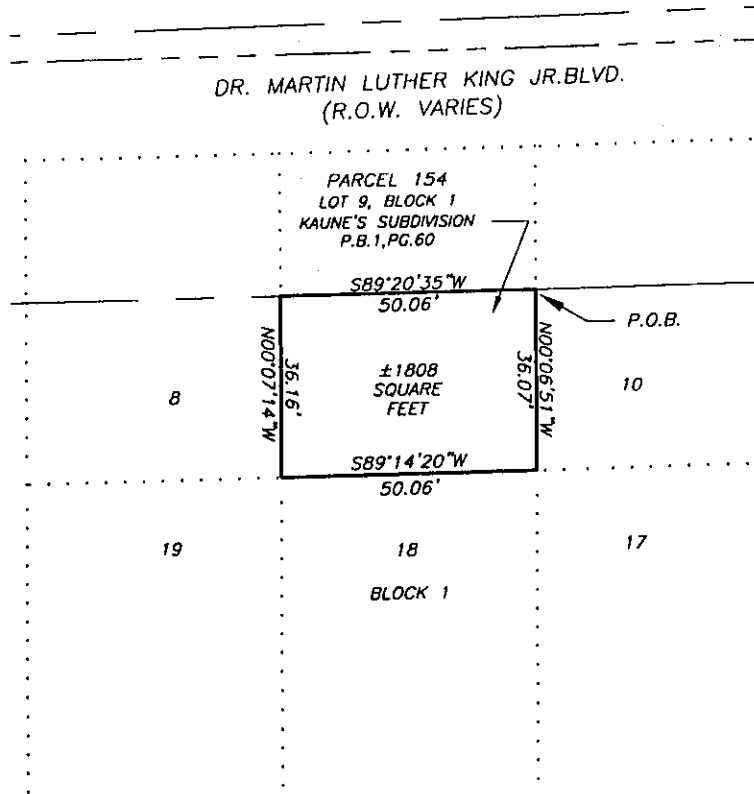 DR. MARTIN LUTHER KING JR.BLVD.
(R.O.W. VARIES)
PARCEL 154
LOT 9, BLOCK 1
KAUNE'S SUBDIVISION
P.B.1,PG.60
S89°20'35"W
50.06'
P.O.B.
N00°07'14"W
36.16'
±1808
SQUARE
FEET
36.07'
N00°06'51"W
8
10
S89°14'20"W
50.06'
19
18
17
BLOCK 1